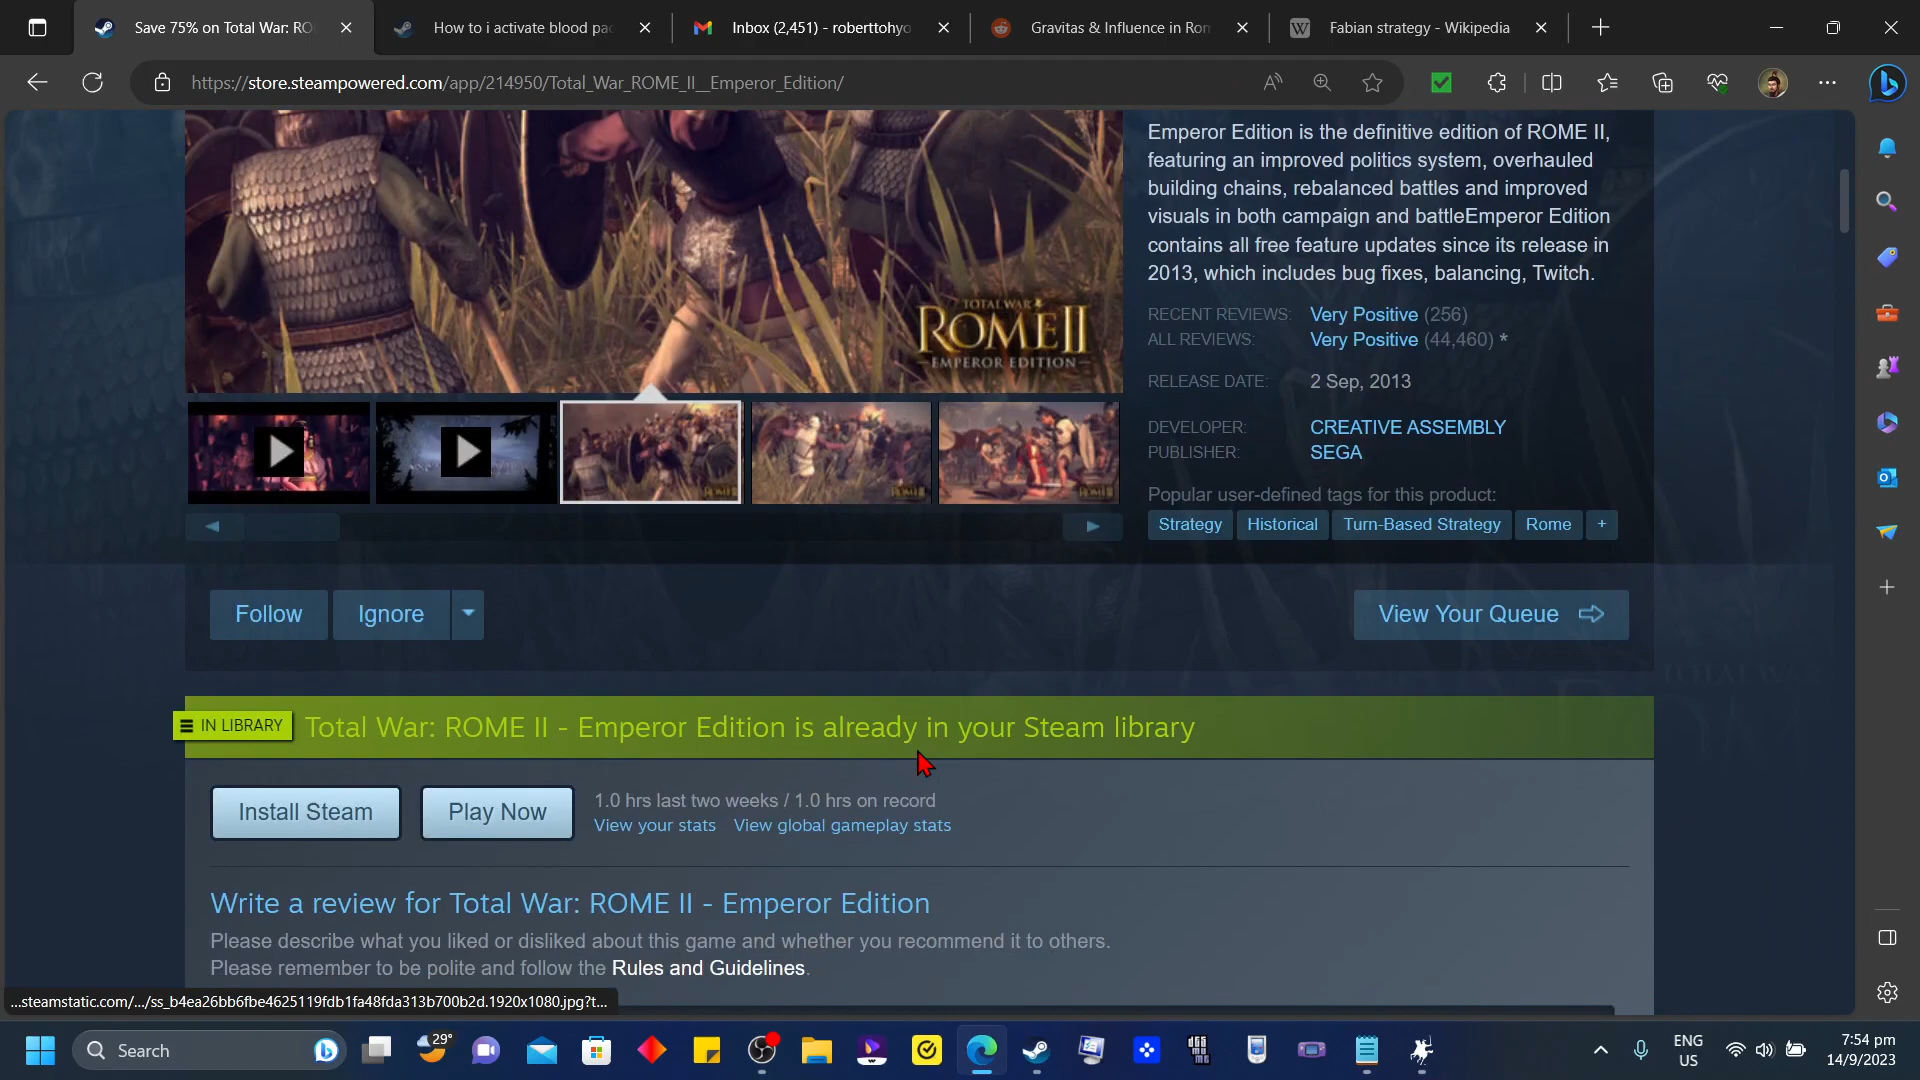 Save 75% on Total War: RO
How to i activate blood pac
Inbox (2,451) - roberttohyo
Gravitas & Influence in Rom
Fabian strategy - Wikipedia
https://store.steampowered.com/app/214950/Total_War_ROME_II__Emperor_Edition/
Emperor Edition is the definitive edition of ROME II,
featuring an improved politics system, overhauled
building chains, rebalanced battles and improved
visuals in both campaign and battleEmperor Edition
contains all free feature updates since its release in
2013, which includes bug fixes, balancing, Twitch.
TOTAL WAR
ROME II
EMPEROR EDITION
RECENT REVIEWS: Very Positive (256)
ALL REVIEWS: Very Positive (44,460) *
RELEASE DATE: 2 Sep, 2013
DEVELOPER: CREATIVE ASSEMBLY
PUBLISHER: SEGA
Popular user-defined tags for this product:
Strategy Historical Turn-Based Strategy Rome +
Follow Ignore View Your Queue
IN LIBRARY Total War: ROME II - Emperor Edition is already in your Steam library
Install Steam Play Now
1.0 hrs last two weeks / 1.0 hrs on record
View your stats View global gameplay stats
Write a review for Total War: ROME II - Emperor Edition
Please describe what you liked or disliked about this game and whether you recommend it to others.
Please remember to be polite and follow the Rules and Guidelines.
...steamstatic.com/.../ss_b4ea26bb6fbe4625119fdb1fa48fda313b700b2d.1920x1080.jpg?t...
Search
29°
ENG
US
7:54 pm
14/9/2023